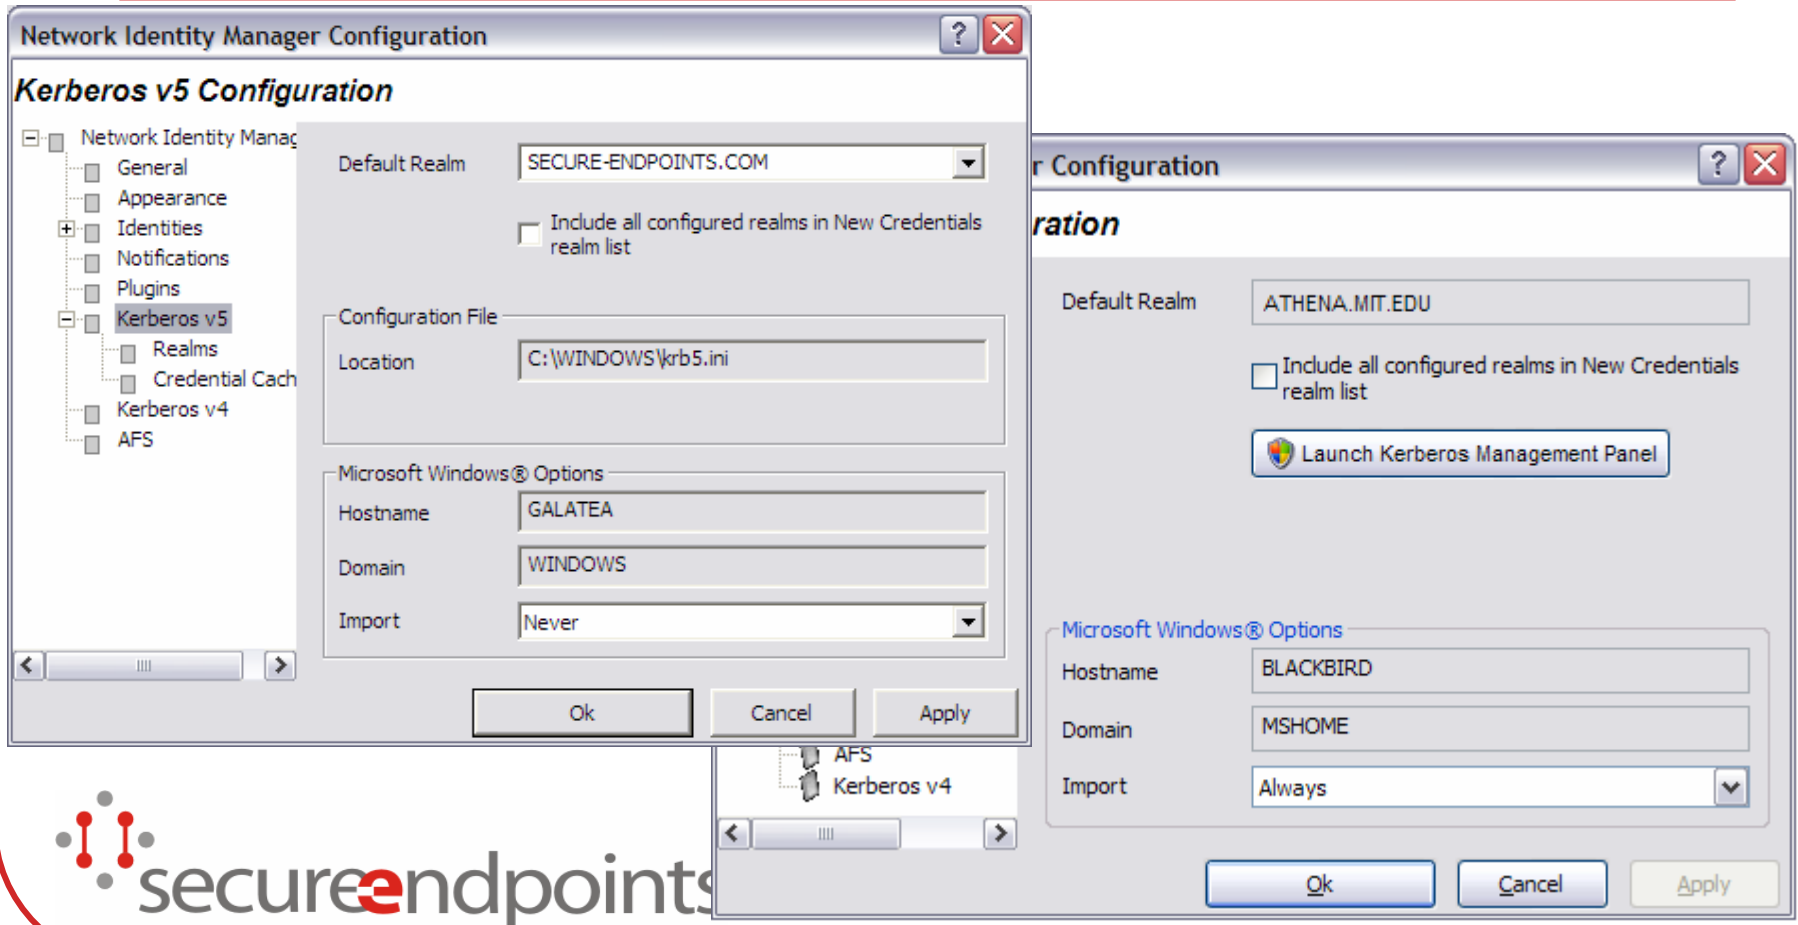 Network Identity Manager Configuration
?
Kerberos v5 Configuration
Network Identity Manag
General
Appearance
Identities
Notifications
Plugins
Kerberos v5
Realms
Credential Cach
Kerberos v4
AFS
Default Realm
SECURE-ENDPOINTS.COM
Include all configured realms in New Credentials
realm list
Configuration File
Location
C:\WINDOWS\krb5.ini
Microsoft Windows® Options
Hostname
GALATEA
Domain
WINDOWS
Import
Never
Ok
Cancel
Apply
r Configuration
?
ration
Default Realm
ATHENA.MIT.EDU
Include all configured realms in New Credentials
realm list
Launch Kerberos Management Panel
Microsoft Windows® Options
Hostname
BLACKBIRD
Domain
MSHOME
Import
Always
AFS
Kerberos v4
Ok
Cancel
Apply
secureendpoints